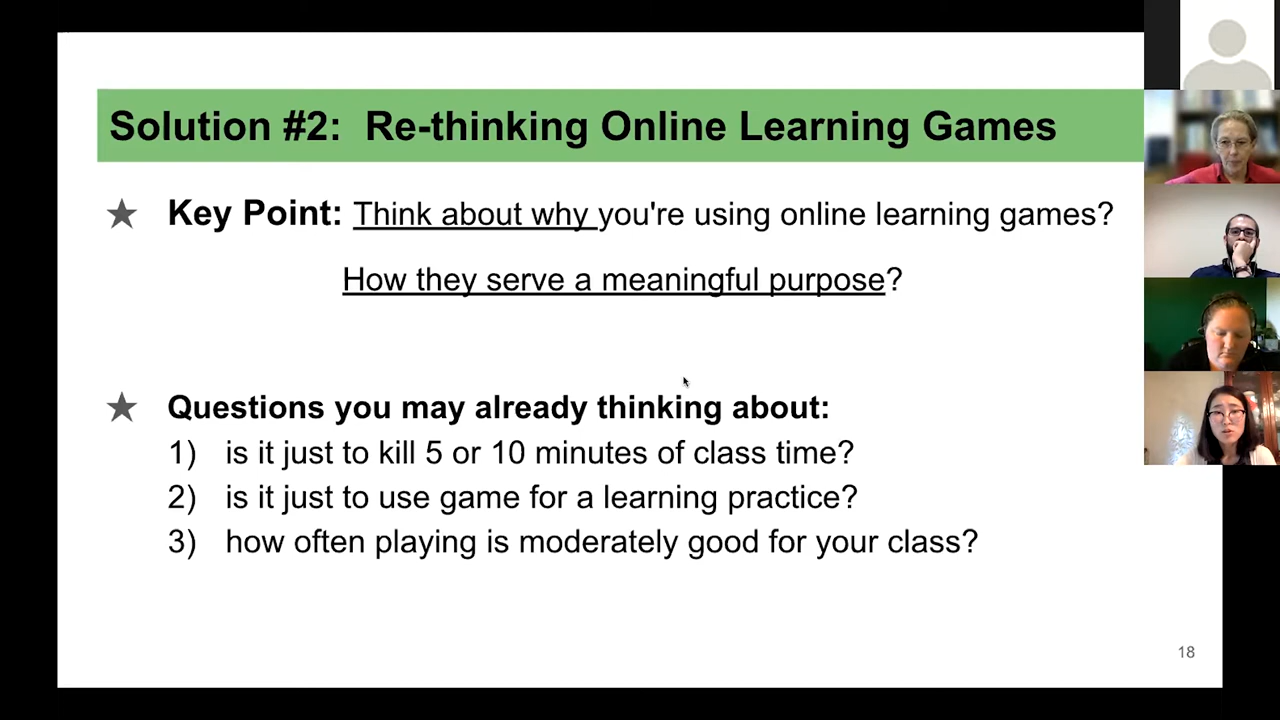 Solution #2: Re-thinking Online Learning Games
★ Key Point: Think about why you're using online learning games?
How they serve a meaningful purpose?
★ Questions you may already thinking about:
1) is it just to kill 5 or 10 minutes of class time?
2) is it just to use game for a learning practice?
3) how often playing is moderately good for your class?
18